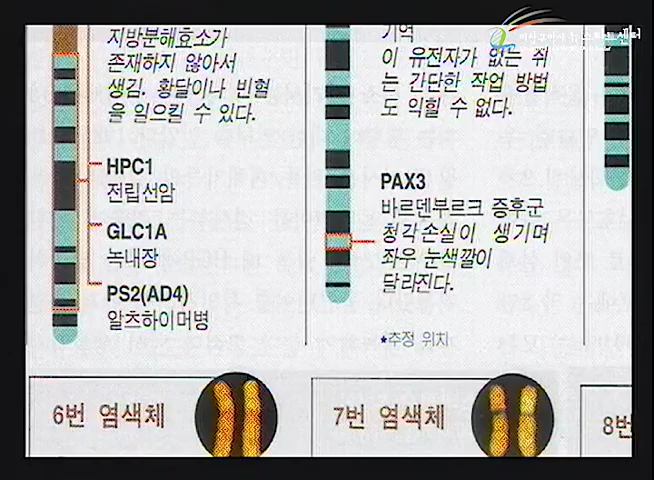 지방분해효소가
존재하지 않아서
생김. 황달이나 빈혈
을 일으킬 수 있다.
HPC1
전립선암
GLC1A
녹내장
PS2(AD4)
알츠하이머병
기억
이 유전자가 없는 쥐
는 간단한 작업 방법
도 익힐 수 없다.
PAX3
바르덴부르크 증후군
청각 손실이 생기며
좌우 눈색깔이
달라진다.
*추정 위치
6번 염색체
7번 염색체
8번